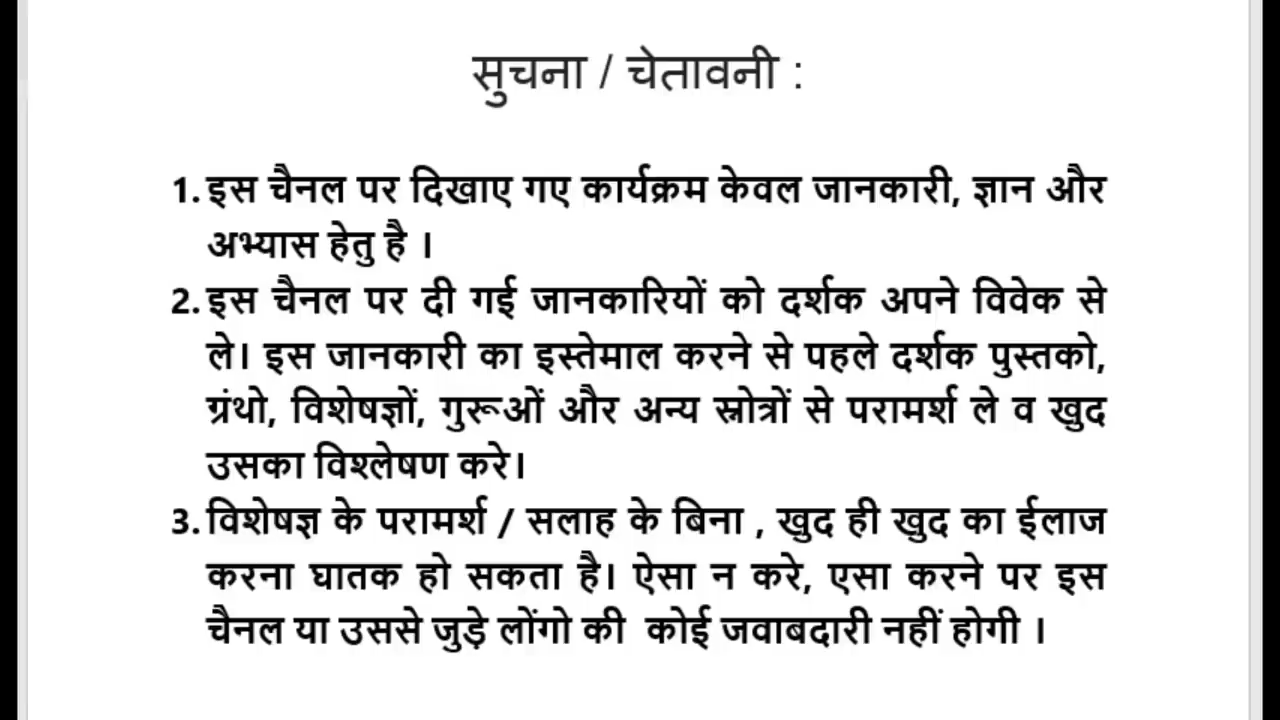 सुचना / चेतावनी :
1. इस चैनल पर दिखाए गए कार्यक्रम केवल जानकारी, ज्ञान और
अभ्यास हेतु है ।
2. इस चैनल पर दी गई जानकारियों को दर्शक अपने विवेक से
ले। इस जानकारी का इस्तेमाल करने से पहले दर्शक पुस्तको,
ग्रंथो, विशेषज्ञों, गुरूओं और अन्य स्रोत्रों से परामर्श ले व खुद
उसका विश्लेषण करे।
3. विशेषज्ञ के परामर्श / सलाह के बिना , खुद ही खुद का ईलाज
करना घातक हो सकता है। ऐसा न करे, एसा करने पर इस
चैनल या उससे जुड़े लोंगो की कोई जवाबदारी नहीं होगी ।